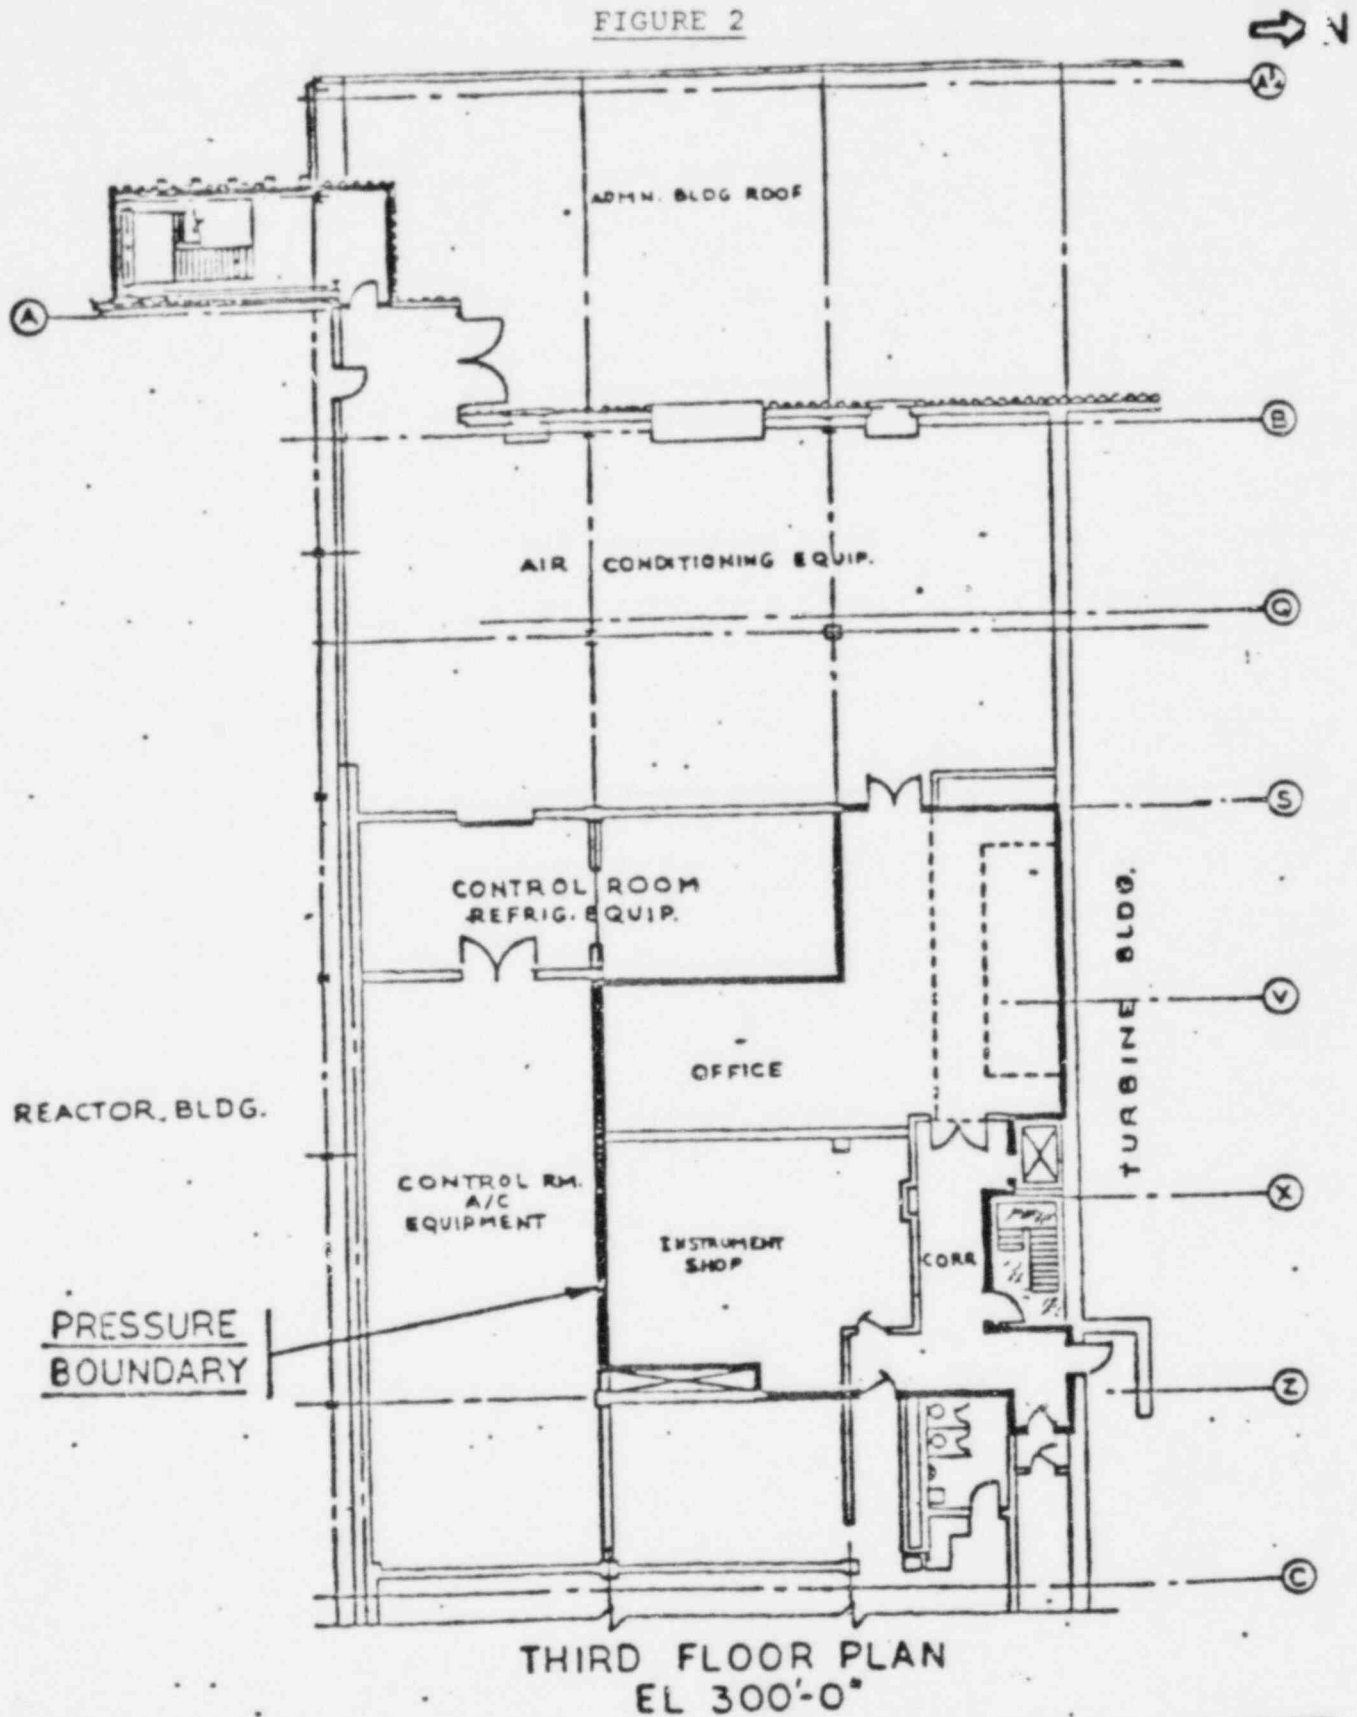 FIGURE 2
N
ADMN. BLDG ROOF
A
B
AIR CONDITIONING EQUIP.
Q
S
CONTROL ROOM
REFRIG. EQUIP.
TURBINE BLDG.
V
OFFICE
REACTOR. BLDG.
CONTROL RM.
A/C
EQUIPMENT
X
INSTRUMENT
SHOP
CORR
PRESSURE
BOUNDARY
Z
C
THIRD FLOOR PLAN
EL 300'-0"